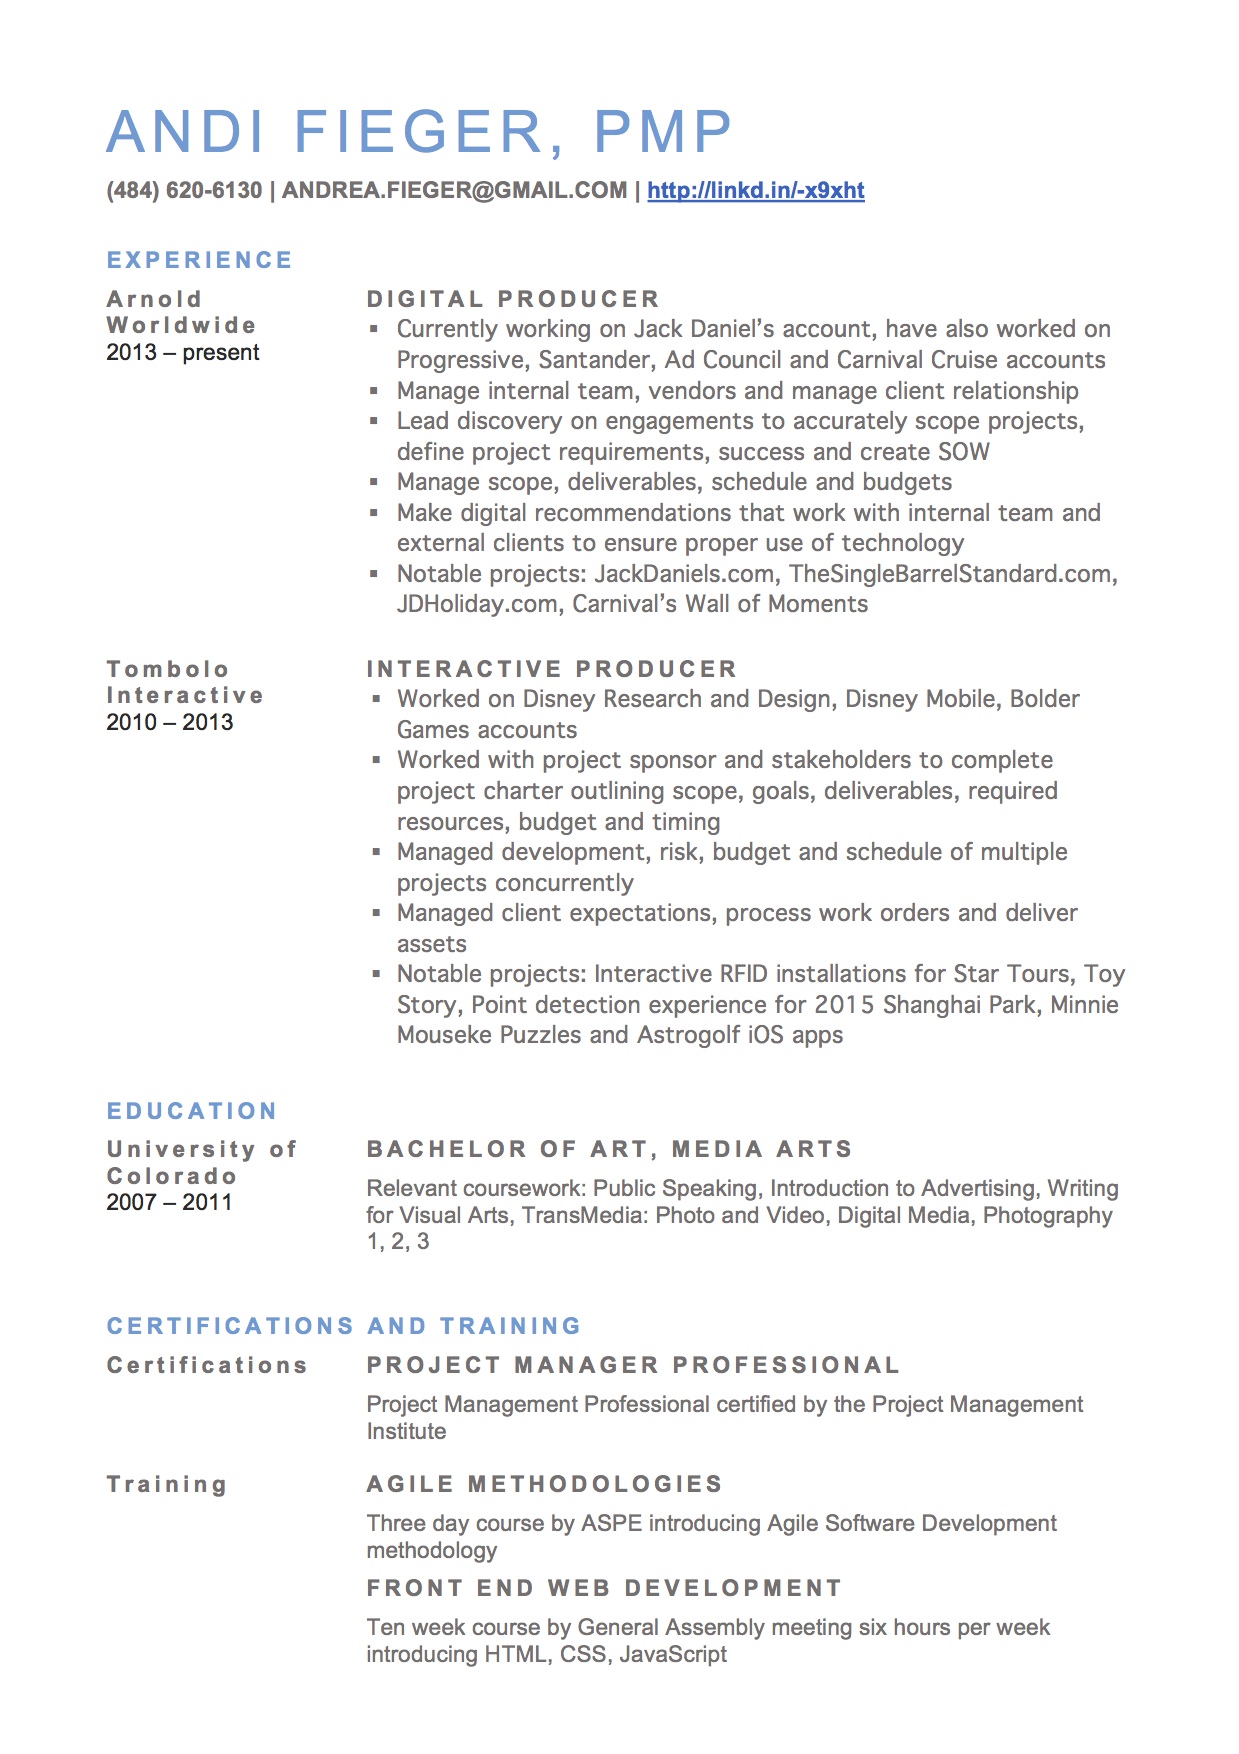 ANDI FIEGER, PMP
(484) 620-6130 | ANDREA.FIEGER@GMAIL.COM | http://linkd.in/-x9xht
EXPERIENCE
Arnold
Worldwide
2013 – present
DIGITAL PRODUCER
▪ Currently working on Jack Daniel’s account, have also worked on
Progressive, Santander, Ad Council and Carnival Cruise accounts
▪ Manage internal team, vendors and manage client relationship
▪ Lead discovery on engagements to accurately scope projects,
define project requirements, success and create SOW
▪ Manage scope, deliverables, schedule and budgets
▪ Make digital recommendations that work with internal team and
external clients to ensure proper use of technology
▪ Notable projects: JackDaniels.com, TheSingleBarrelStandard.com,
JDHoliday.com, Carnival’s Wall of Moments
Tombolo
Interactive
2010 – 2013
INTERACTIVE PRODUCER
▪ Worked on Disney Research and Design, Disney Mobile, Bolder
Games accounts
▪ Worked with project sponsor and stakeholders to complete
project charter outlining scope, goals, deliverables, required
resources, budget and timing
▪ Managed development, risk, budget and schedule of multiple
projects concurrently
▪ Managed client expectations, process work orders and deliver
assets
▪ Notable projects: Interactive RFID installations for Star Tours, Toy
Story, Point detection experience for 2015 Shanghai Park, Minnie
Mouseke Puzzles and Astrogolf iOS apps
EDUCATION
University of
Colorado
2007 – 2011
BACHELOR OF ART, MEDIA ARTS
Relevant coursework: Public Speaking, Introduction to Advertising, Writing
for Visual Arts, TransMedia: Photo and Video, Digital Media, Photography
1, 2, 3
CERTIFICATIONS AND TRAINING
Certifications
PROJECT MANAGER PROFESSIONAL
Project Management Professional certified by the Project Management
Institute
Training
AGILE METHODOLOGIES
Three day course by ASPE introducing Agile Software Development
methodology
FRONT END WEB DEVELOPMENT
Ten week course by General Assembly meeting six hours per week
introducing HTML, CSS, JavaScript